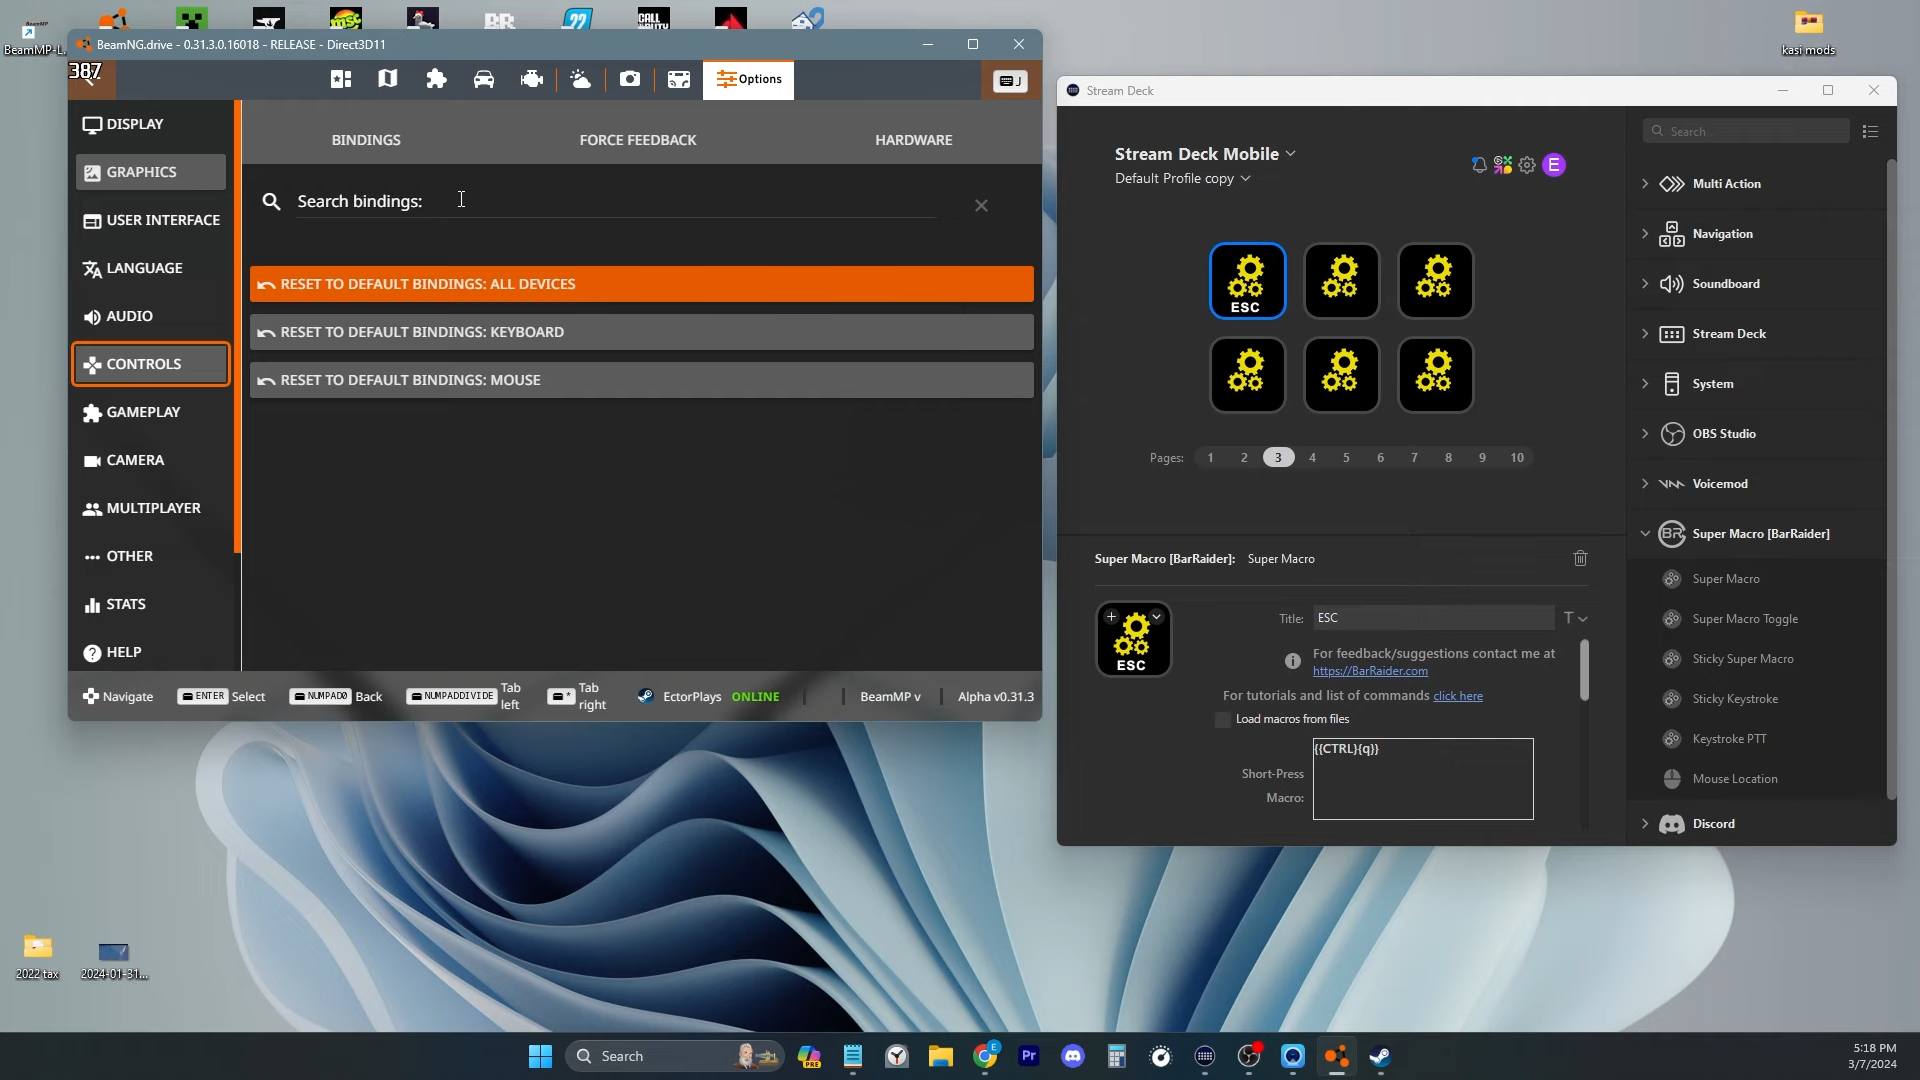 BeamMP-L...
kasi mods
BeamNG.drive - 0.31.3.0.16018 - RELEASE - Direct3D11
387
Options
J
DISPLAY
GRAPHICS
USER INTERFACE
LANGUAGE
AUDIO
CONTROLS
GAMEPLAY
CAMERA
MULTIPLAYER
OTHER
STATS
HELP
BINDINGS
FORCE FEEDBACK
HARDWARE
Search bindings:
RESET TO DEFAULT BINDINGS: ALL DEVICES
RESET TO DEFAULT BINDINGS: KEYBOARD
RESET TO DEFAULT BINDINGS: MOUSE
Navigate
ENTER Select
NUMPAD0 Back
NUMPADDIVIDE Tab left
* Tab right
EctorPlays ONLINE
BeamMP v
Alpha v0.31.3
Stream Deck
Stream Deck Mobile
Default Profile copy
E
ESC
Pages: 1 2 3 4 5 6 7 8 9 10
Super Macro [BarRaider]: Super Macro
ESC
Title: ESC
T
For feedback/suggestions contact me at
https://BarRaider.com
For tutorials and list of commands click here
Load macros from files
Short-Press
Macro:
{{CTRL}{q}}
Search
Multi Action
Navigation
Soundboard
Stream Deck
System
OBS Studio
Voicemod
BR Super Macro [BarRaider]
Super Macro
Super Macro Toggle
Sticky Super Macro
Sticky Keystroke
Keystroke PTT
Mouse Location
Discord
2022 tax
2024-01-31...
Search
PRE
E
Pr
5:18 PM
3/7/2024